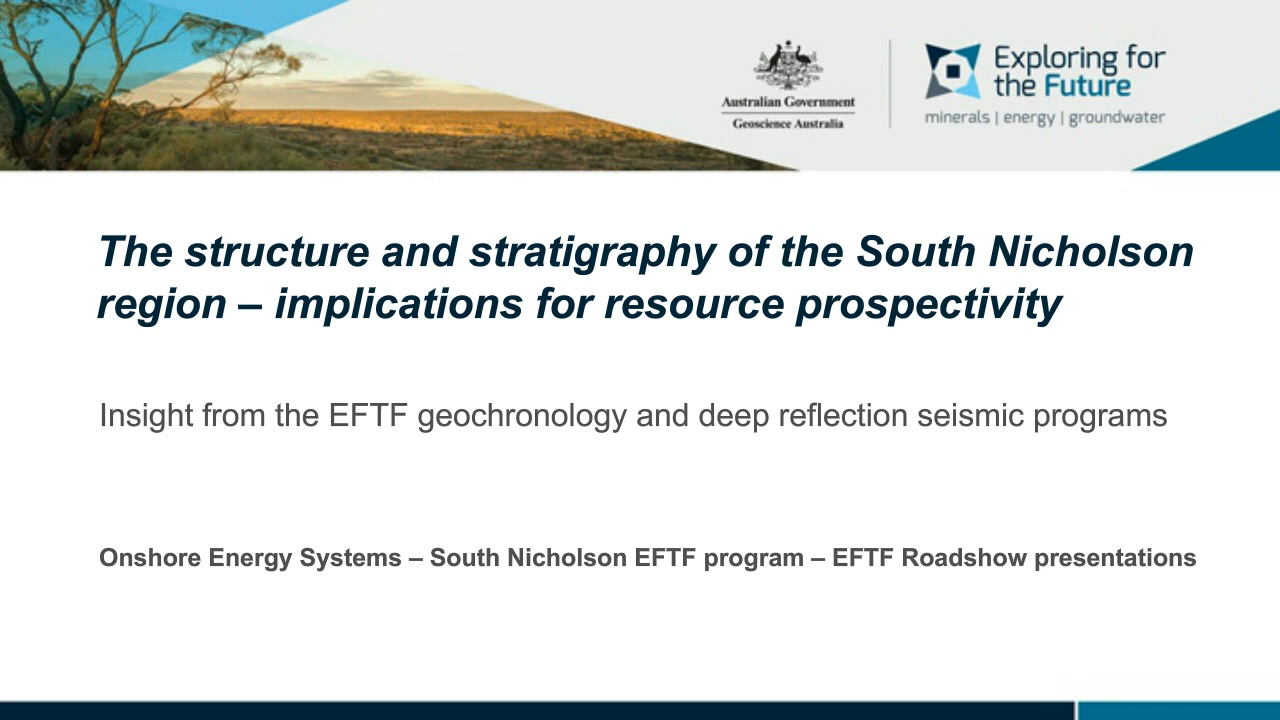 Australian Government
Geoscience Australia
Exploring for
the Future
minerals | energy | groundwater
The structure and stratigraphy of the South Nicholson
region – implications for resource prospectivity
Insight from the EFTF geochronology and deep reflection seismic programs
Onshore Energy Systems – South Nicholson EFTF program – EFTF Roadshow presentations